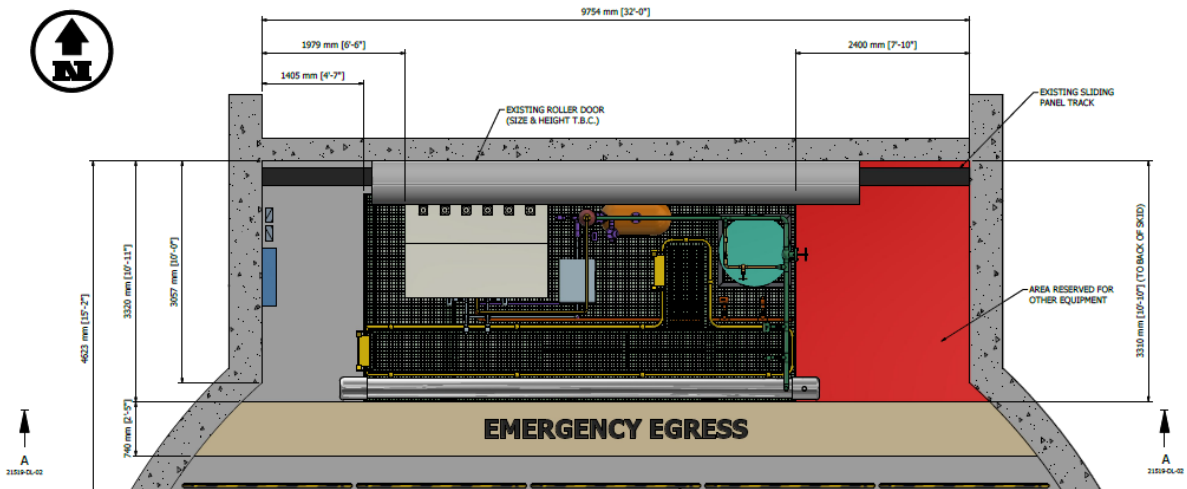 N
9754 mm [32'-0"]
1979 mm [6'-6"]
2400 mm [7'-10"]
1405 mm [4'-7"]
EXISTING ROLLER DOOR
(SIZE & HEIGHT T.B.C.)
EXISTING SLIDING
PANEL TRACK
4623 mm [15'-2"]
3320 mm [10'-11"]
3057 mm [10'-0"]
3310 mm [10'-10"] (TO BACK OF SKID)
AREA RESERVED FOR
OTHER EQUIPMENT
740 mm [2'-5"]
EMERGENCY EGRESS
A
21519-DL-02
A
21519-DL-02